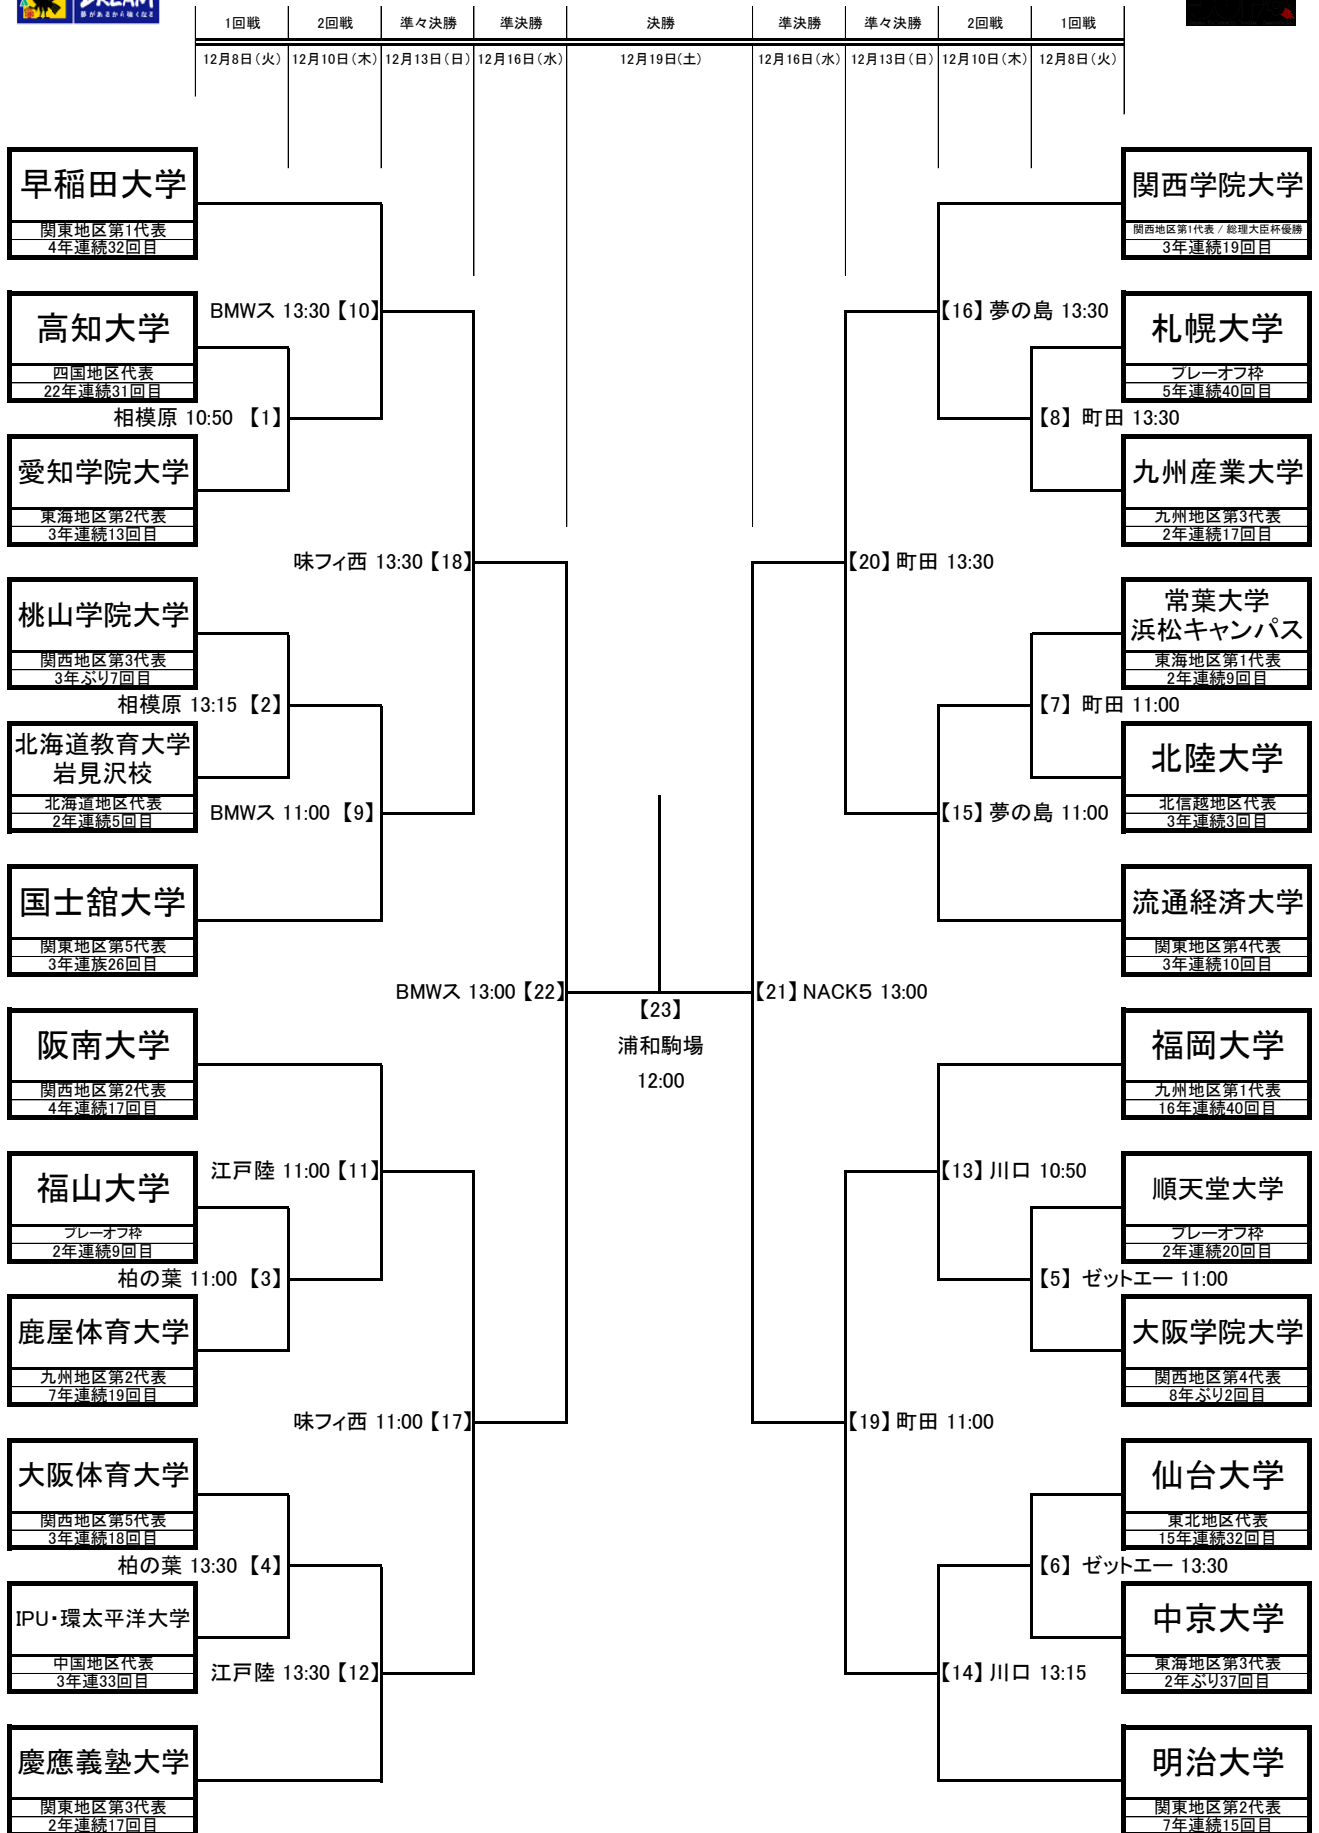 DREAM
夢があるから強くなる
1回戦 2回戦 準々決勝 準決勝 決勝 準決勝 準々決勝 2回戦 1回戦
12月8日(火) 12月10日(木) 12月13日(日) 12月16日(水) 12月19日(土) 12月16日(水) 12月13日(日) 12月10日(木) 12月8日(火)
早稲田大学
関東地区第1代表
4年連続32回目
BMWス 13:30【10】
高知大学
四国地区代表
22年連続31回目
相模原 10:50 【1】
愛知学院大学
東海地区第2代表
3年連続13回目
味フィ西 13:30【18】
桃山学院大学
関西地区第3代表
3年ぶり7回目
相模原 13:15 【2】
北海道教育大学
岩見沢校
北海道地区代表
2年連続5回目
BMWス 11:00 【9】
国士舘大学
関東地区第5代表
3年連族26回目
BMWス 13:00【22】
阪南大学
関西地区第2代表
4年連続17回目
江戸陸 11:00【11】
福山大学
プレーオフ枠
2年連続9回目
柏の葉 11:00 【3】
鹿屋体育大学
九州地区第2代表
7年連続19回目
味フィ西 11:00【17】
大阪体育大学
関西地区第5代表
3年連続18回目
柏の葉 13:30 【4】
IPU・環太平洋大学
中国地区代表
3年連33回目
江戸陸 13:30【12】
慶應義塾大学
関東地区第3代表
2年連続17回目
【23】
浦和駒場
12:00
関西学院大学
関西地区第1代表 / 総理大臣杯優勝
3年連続19回目
【16】夢の島 13:30
札幌大学
プレーオフ枠
5年連続40回目
【8】 町田 13:30
九州産業大学
九州地区第3代表
2年連続17回目
【20】町田 13:30
常葉大学
浜松キャンパス
東海地区第1代表
2年連続9回目
【7】 町田 11:00
北陸大学
北信越地区代表
3年連続3回目
【15】夢の島 11:00
流通経済大学
関東地区第4代表
3年連続10回目
【21】NACK5 13:00
福岡大学
九州地区第1代表
16年連続40回目
【13】川口 10:50
順天堂大学
プレーオフ枠
2年連続20回目
【5】 ゼットエー 11:00
大阪学院大学
関西地区第4代表
8年ぶり2回目
【19】町田 11:00
仙台大学
東北地区代表
15年連続32回目
【6】 ゼットエー 13:30
中京大学
東海地区第3代表
2年ぶり37回目
【14】川口 13:15
明治大学
関東地区第2代表
7年連続15回目